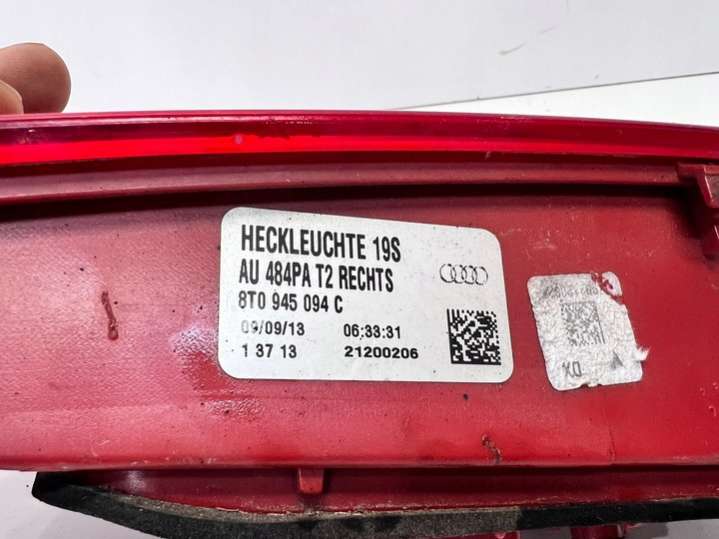 HECKLEUCHTE 19S
AU 484PA T2 RECHTS
8T0 945 094 C
09/09/13 06:33:31
1 37 13 21200206